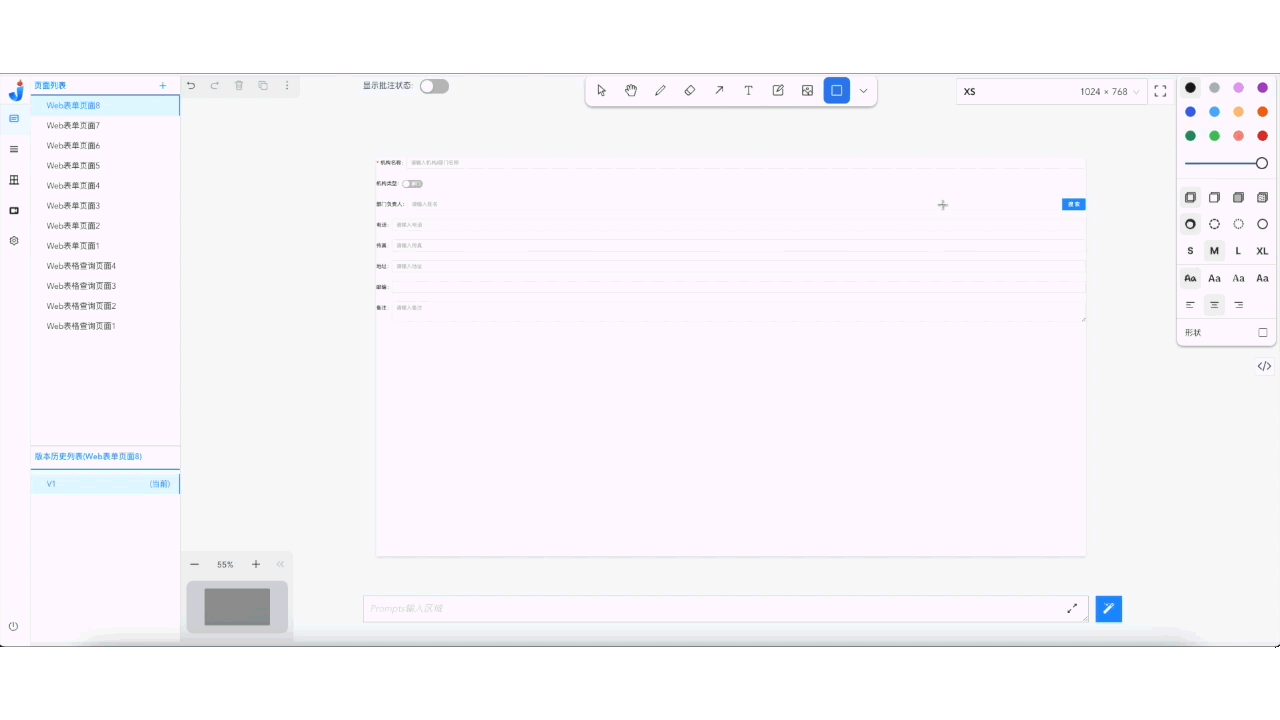 页面列表
Web表单页面8
Web表单页面7
Web表单页面6
Web表单页面5
Web表单页面4
Web表单页面3
Web表单页面2
Web表单页面1
Web表格查询页面4
Web表格查询页面3
Web表格查询页面2
Web表格查询页面1
版本历史列表(Web表单页面8)
V1 (当前)
显示批注状态:
XS 1024 × 768
* 机构名称: 请输入机构/部门名称
机构类型: 部门
部门负责人: 请输入姓名 搜索
电话: 请输入电话
传真: 请输入传真
地址: 请输入地址
邮编:
备注: 请输入备注
55%
Prompts输入区域
S M L XL
Aa Aa Aa Aa
形状